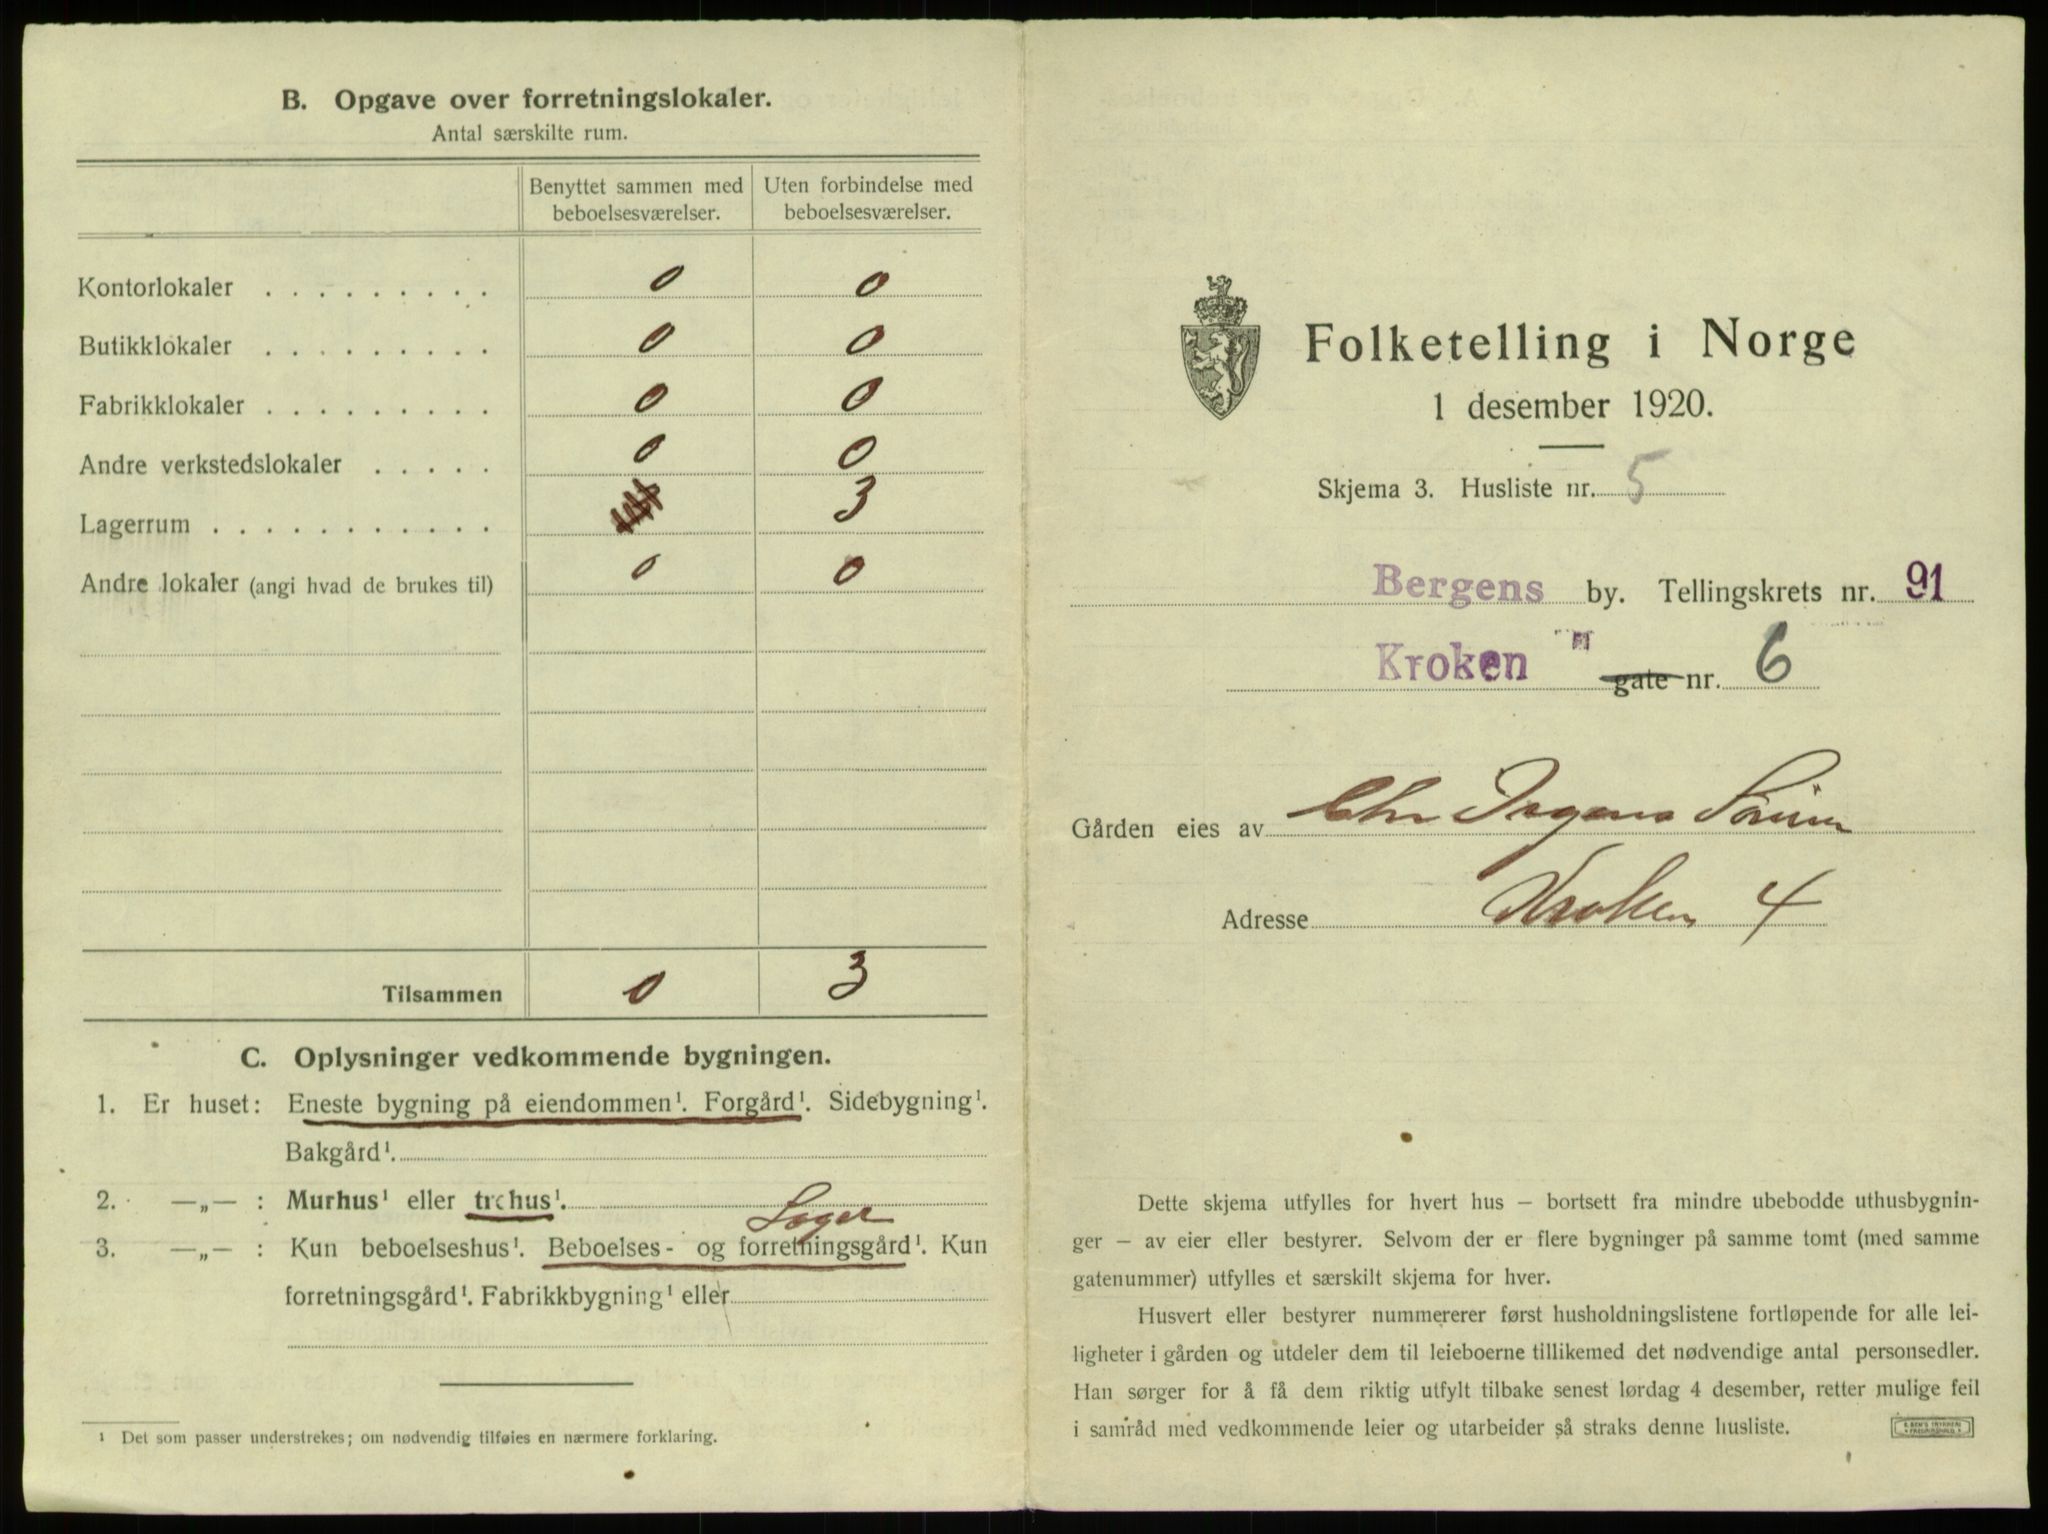 B. Opgave over forretningslokaler.
Antal særskilte rum.
Benyttet sammen med beboelsesværelser.
Uten forbindelse med beboelsesværelser.
Kontorlokaler . . . . . . . . . 0 0
Butikklokaler . . . . . . . . . 0 0
Fabrikklokaler . . . . . . . . . 0 0
Andre verkstedslokaler . . . . . 0 0
Lagerrum . . . . . . . . . . . 3
Andre lokaler (angi hvad de brukes til) 0 0
Tilsammen 0 3
C. Oplysninger vedkommende bygningen.
1. Er huset: Eneste bygning på eiendommen¹. Forgård¹. Sidebygning¹.
Bakgård¹.
2. —„— : Murhus¹ eller trehus¹.
Lager
3. —„— : Kun beboelseshus¹. Beboelses- og forretningsgård¹. Kun
forretningsgård¹. Fabrikkbygning¹ eller
¹ Det som passer understrekes; om nødvendig tilføies en nærmere forklaring.
Folketelling i Norge
1 desember 1920.
Skjema 3. Husliste nr. 5
Bergens by. Tellingskrets nr. 91
Kroken gate nr. 6
Gården eies av Chr
Adresse Kroken 4
Dette skjema utfylles for hvert hus – bortsett fra mindre ubebodde uthusbygnin-
ger – av eier eller bestyrer. Selvom der er flere bygninger på samme tomt (med samme
gatenummer) utfylles et særskilt skjema for hver.
Husvert eller bestyrer nummererer først husholdningslistene fortløpende for alle lei-
ligheter i gården og utdeler dem til leieboerne tillikemed det nødvendige antal personsedler.
Han sørger for å få dem riktig utfylt tilbake senest lørdag 4 desember, retter mulige feil
i samråd med vedkommende leier og utarbeider så straks denne husliste.